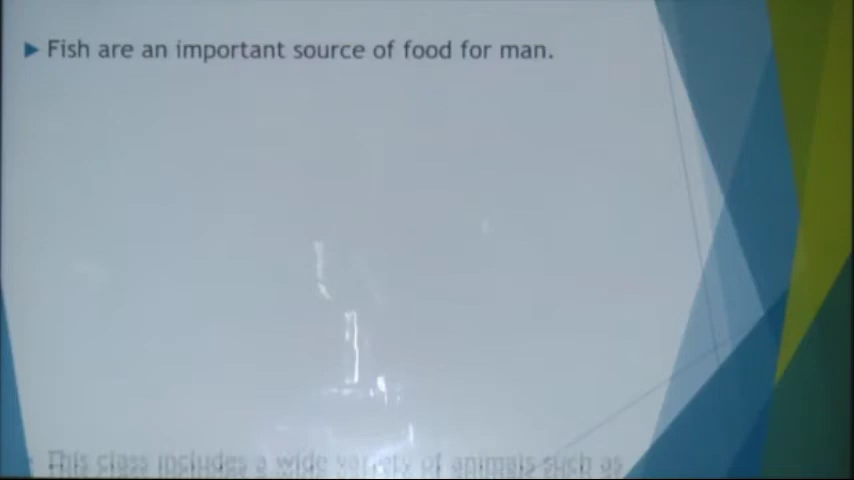 Fish are an important source of food for man.
This class includes a wide variety of animals such as